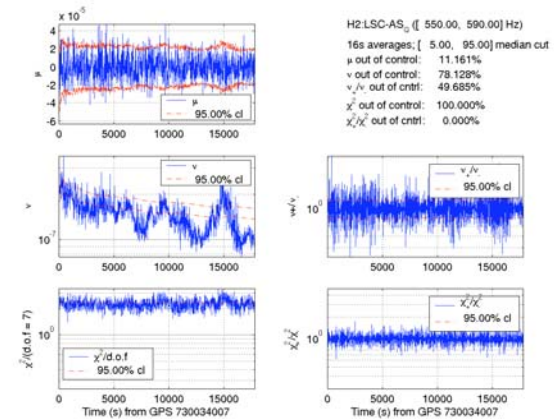 x 10⁻⁵
4
2
0
-2
-4
-6
μ
μ
95.00% cl
0 5000 10000 15000
H2:LSC-AS_Q ([ 550.00, 590.00] Hz)
16s averages; [ 5.00, 95.00] median cut
μ out of control: 11.161%
ν out of control: 78.128%
ν₊/ν out of cntrl: 49.685%
χ² out of control: 100.000%
χ²/χ² out of cntrl: 0.000%
ν
10⁻⁷
ν
95.00% cl
0 5000 10000 15000
10⁰
95.00% cl
0 5000 10000 15000
χ²/(d.o.f = 7)
10⁰
χ²/d.o.f
95.00% cl
0 5000 10000 15000
Time (s) from GPS 730034007
10⁰
95.00% cl
0 5000 10000 15000
Time (s) from GPS 730034007